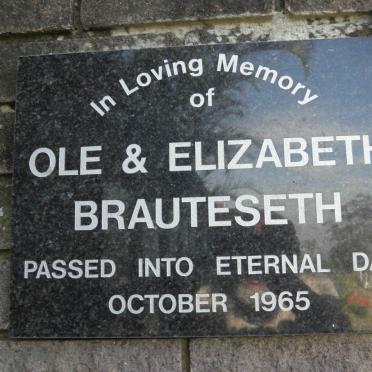 In Loving Memory
of
OLE & ELIZABETH
BRAUTESETH
PASSED INTO ETERNAL DA
OCTOBER 1965